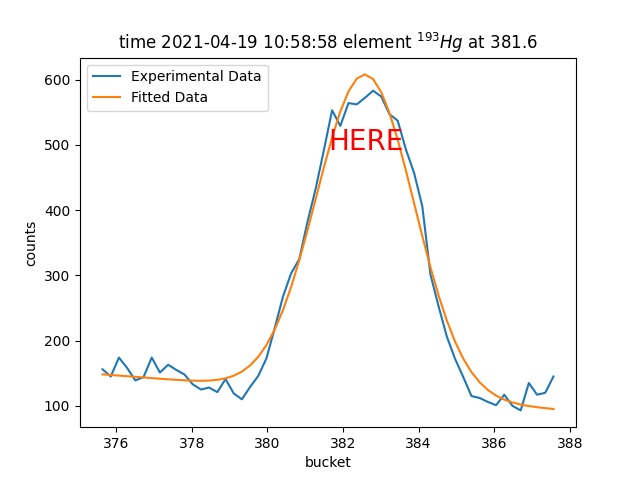 time 2021-04-19 10:58:58 element ¹⁹³Hg at 381.6
Experimental Data
Fitted Data
HERE
counts
600
500
400
300
200
100
376 378 380 382 384 386 388
bucket